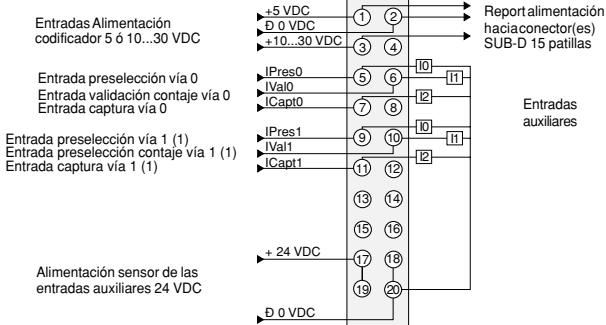 +5 VDC
Ð 0 VDC
+10...30 VDC
Entradas Alimentación
codificador 5 ó 10...30 VDC
1 2
3 4
Report alimentación
hacia conector(es)
SUB-D 15 patillas
IPres0
IVal0
ICapt0
Entrada preselección vía 0
Entrada validación contaje vía 0
Entrada captura vía 0
5 6
7 8
I0
I1
I2
Entradas
auxiliares
IPres1
IVal1
ICapt1
Entrada preselección vía 1 (1)
Entrada preselección contaje vía 1 (1)
Entrada captura vía 1 (1)
9 10
11 12
I0
I1
I2
13 14
15 16
+ 24 VDC
17 18
Alimentación sensor de las
entradas auxiliares 24 VDC
19 20
Ð 0 VDC